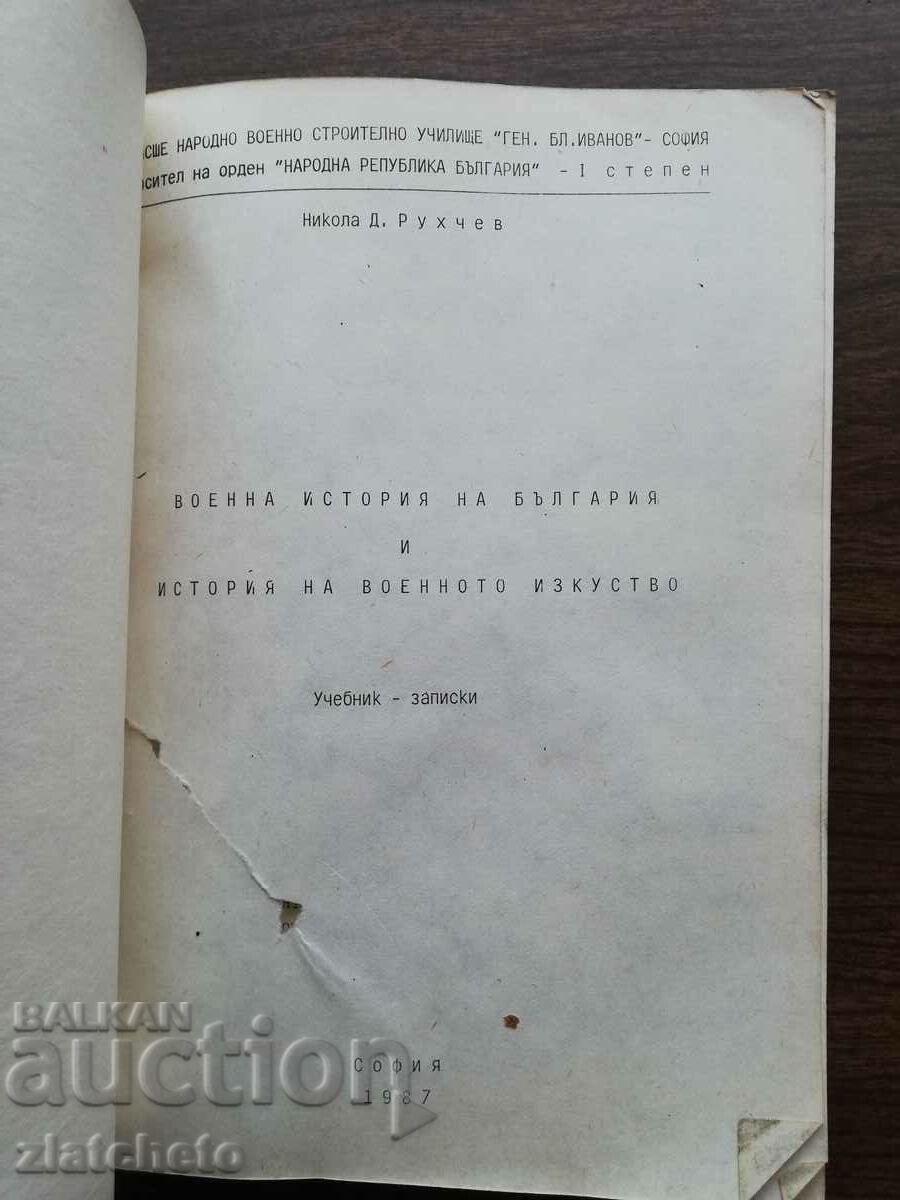 СШЕ НАРОДНО ВОЕННО СТРОИТЕЛНО УЧИЛИЩЕ "ГЕН. БЛ.ИВАНОВ"- СОФИЯ
сител на орден "НАРОДНА РЕПУБЛИКА БЪЛГАРИЯ" - I степен
Никола Д. Рухчев
ВОЕННА ИСТОРИЯ НА БЪЛГАРИЯ
И
ИСТОРИЯ НА ВОЕННОТО ИЗКУСТВО
Учебник - записки
София
1987
BALKAN
auction
zlatcheto